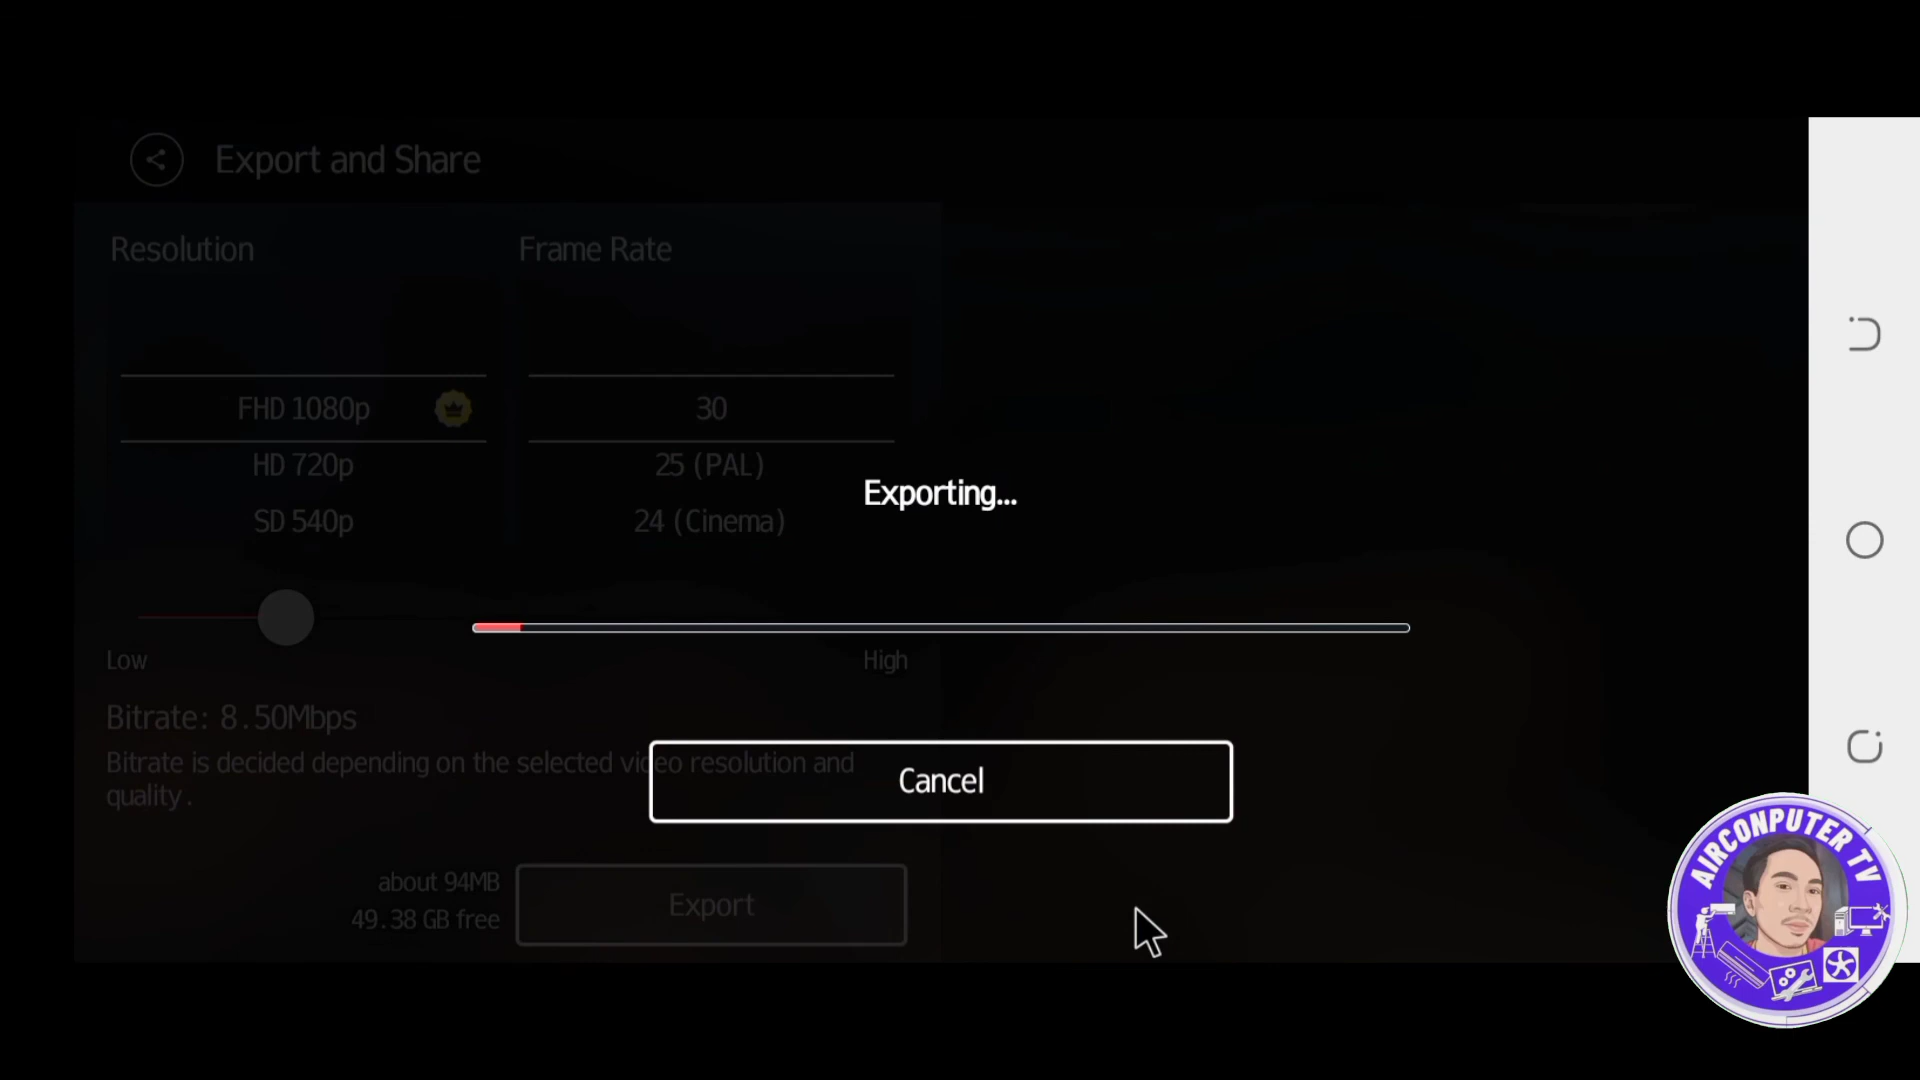 Export and Share
Resolution
Frame Rate
FHD 1080p
30
HD 720p
25 (PAL)
SD 540p
24 (Cinema)
Exporting...
Low
High
Bitrate: 8.50Mbps
Bitrate is decided depending on the selected video resolution and
quality.
Cancel
about 94MB
49.38 GB free
Export
AIRCONPUTER TV